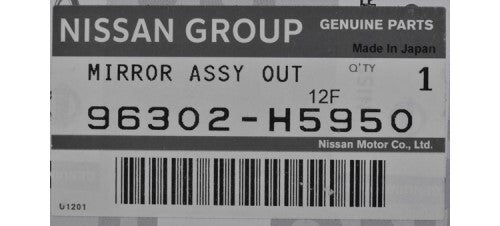 NISSAN GROUP GENUINE PARTS
Made In Japan
MIRROR ASSY OUT Q'TY 1
12F
96302-H5950
Nissan Motor Co., Ltd.
U1201